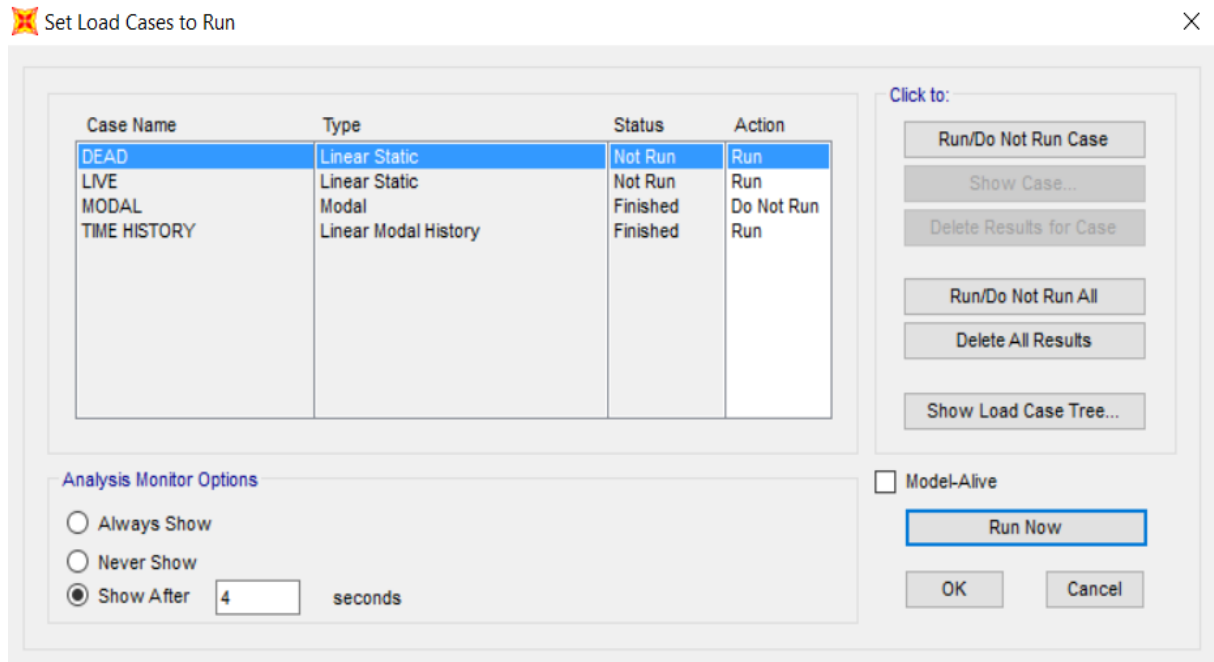 Set Load Cases to Run
Click to:
Case Name Type Status Action
DEAD Linear Static Not Run Run
LIVE Linear Static Not Run Run
MODAL Modal Finished Do Not Run
TIME HISTORY Linear Modal History Finished Run
Run/Do Not Run Case
Show Case...
Delete Results for Case
Run/Do Not Run All
Delete All Results
Show Load Case Tree...
Analysis Monitor Options
Always Show
Never Show
Show After 4 seconds
Model-Alive
Run Now
OK Cancel